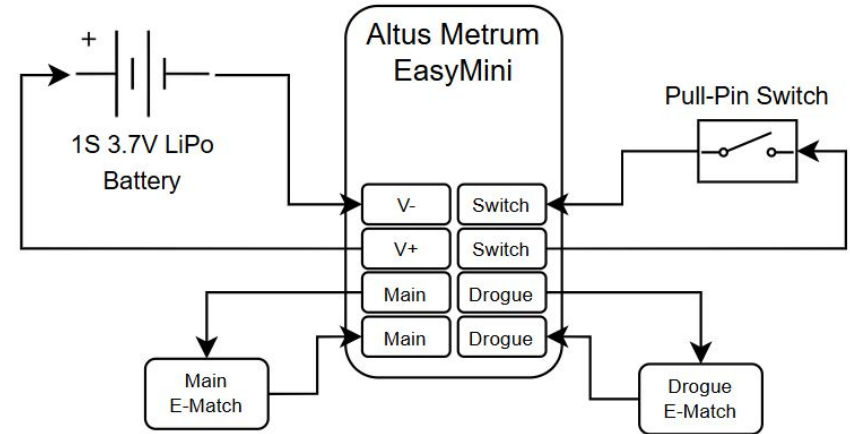 Altus Metrum
EasyMini
+
1S 3.7V LiPo
Battery
Pull-Pin Switch
V-
Switch
V+
Switch
Main
Drogue
Main
Drogue
Main
E-Match
Drogue
E-Match